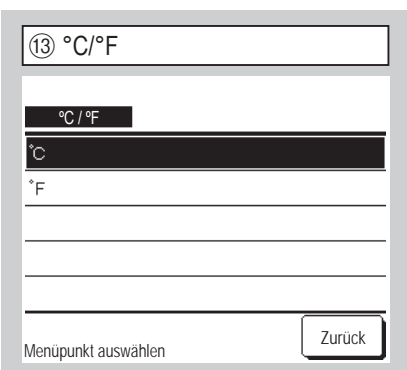 ⑬ °C/°F
°C / °F
°C
°F
Menüpunkt auswählen
Zurück